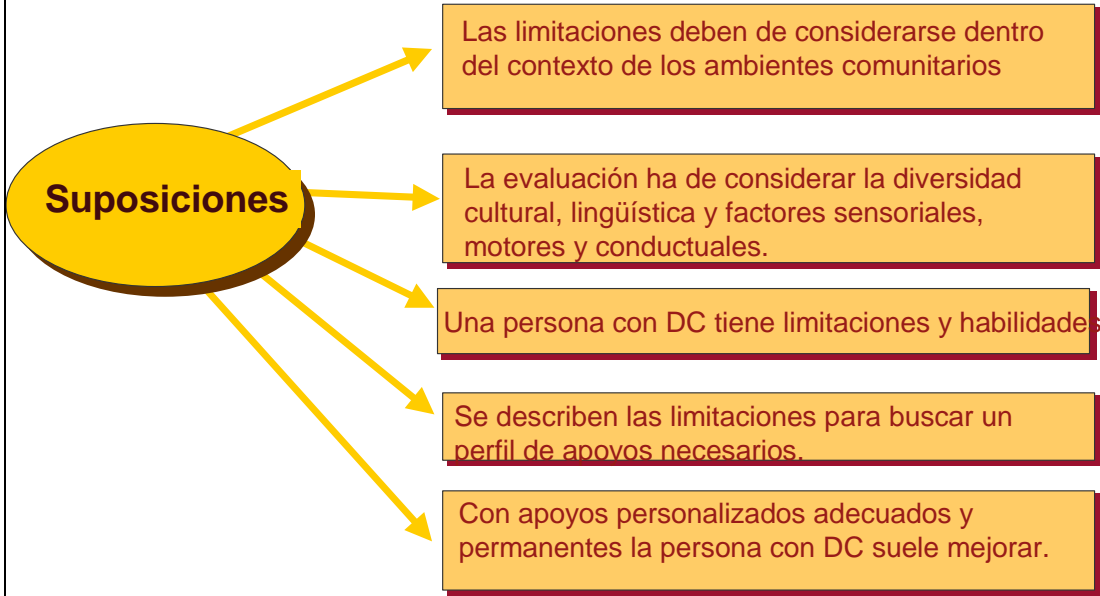 Suposiciones
Las limitaciones deben de considerarse dentro
del contexto de los ambientes comunitarios
La evaluación ha de considerar la diversidad
cultural, lingüística y factores sensoriales,
motores y conductuales.
Una persona con DC tiene limitaciones y habilidades
Se describen las limitaciones para buscar un
perfil de apoyos necesarios.
Con apoyos personalizados adecuados y
permanentes la persona con DC suele mejorar.